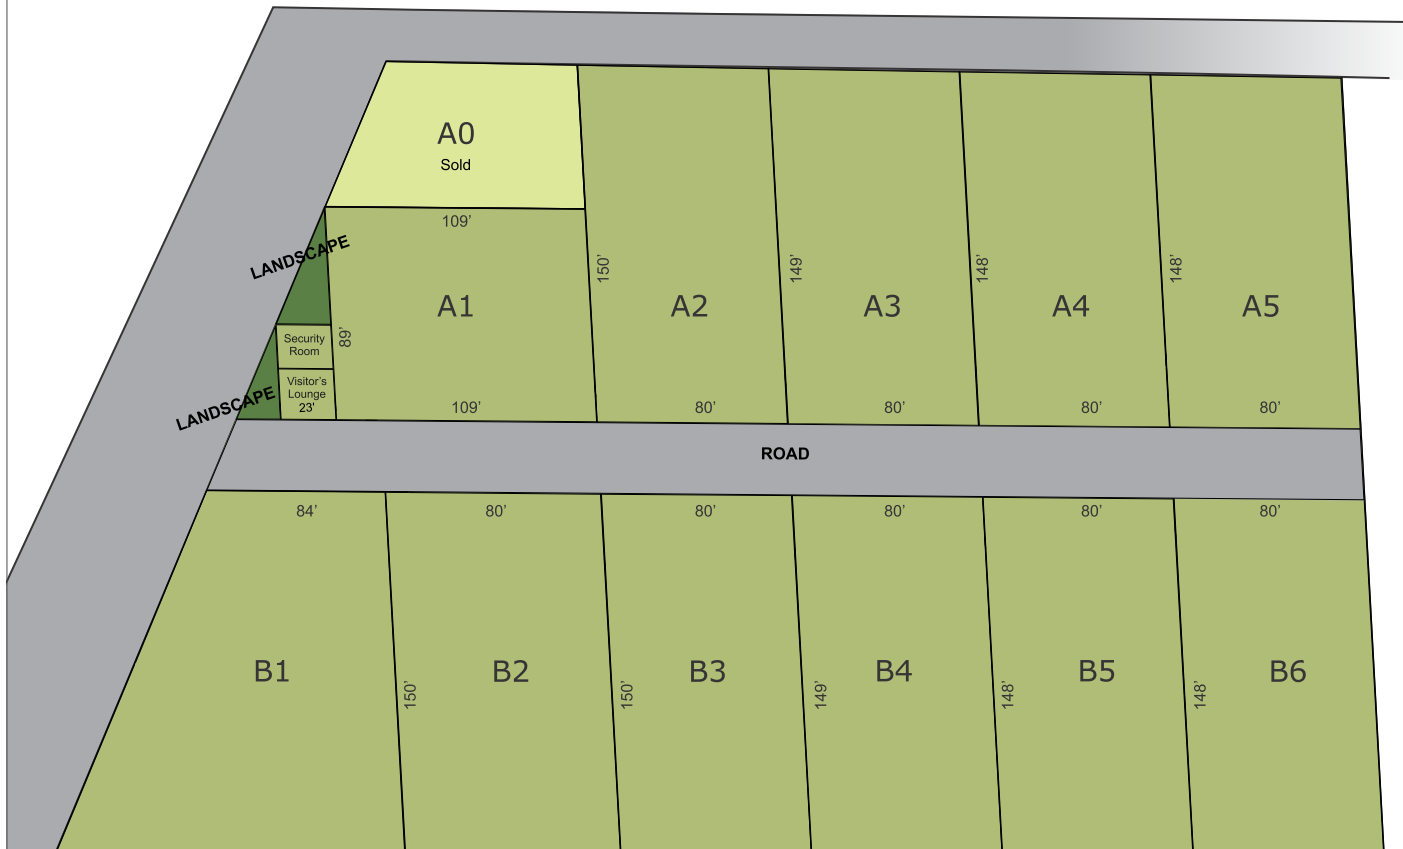 A0
Sold
109’
LANDSCAPE
150’
149’
148’
148’
A1
A2
A3
A4
A5
89’
Security
Room
Visitor’s
Lounge
23’
LANDSCAPE
109’
80’
80’
80’
80’
ROAD
84’
80’
80’
80’
80’
80’
B1
B2
B3
B4
B5
B6
150’
150’
149’
148’
148’